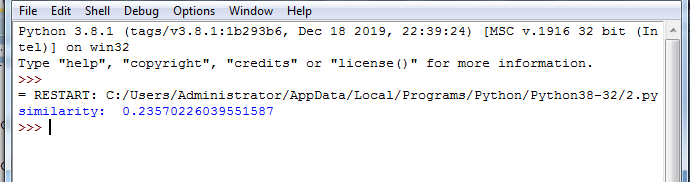 File Edit Shell Debug Options Window Help
Python 3.8.1 (tags/v3.8.1:1b293b6, Dec 18 2019, 22:39:24) [MSC v.1916 32 bit (In
tel)] on win32
Type "help", "copyright", "credits" or "license()" for more information.
>>>
= RESTART: C:/Users/Administrator/AppData/Local/Programs/Python/Python38-32/2.py
similarity:  0.23570226039551587
>>>